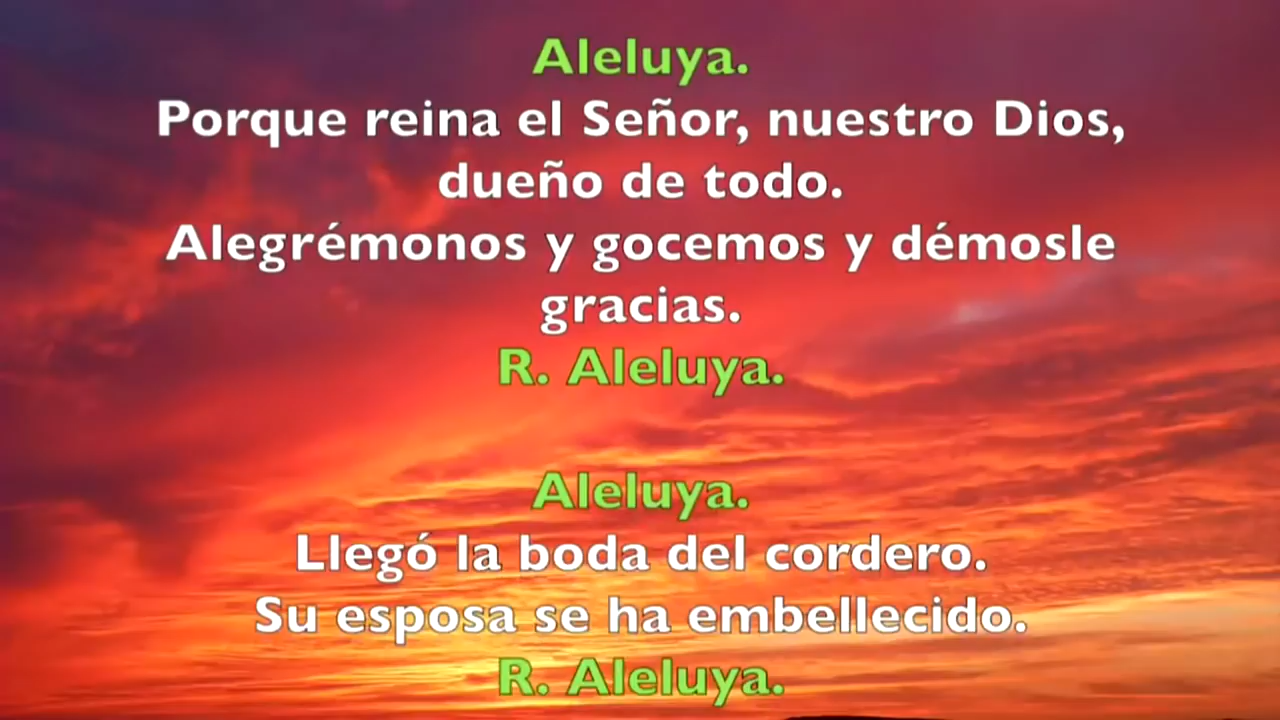 Aleluya.
Porque reina el Señor, nuestro Dios,
dueño de todo.
Alegrémonos y gocemos y démosle
gracias.
R. Aleluya.
Aleluya.
Llegó la boda del cordero.
Su esposa se ha embellecido.
R. Aleluya.